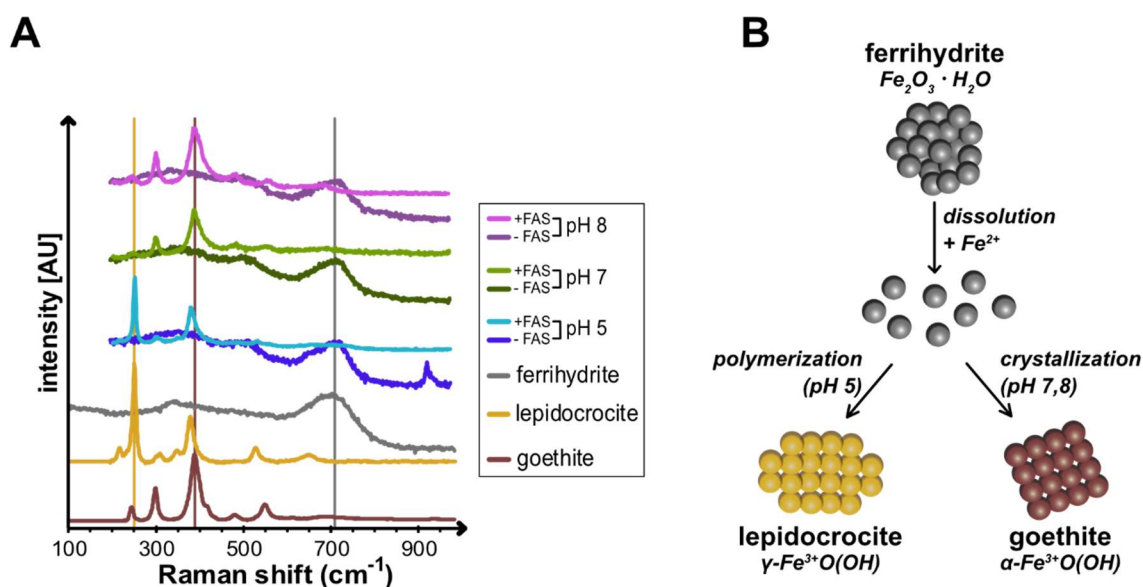 A
intensity [AU]
100 300 500 700 900
Raman shift (cm⁻¹)
+FAS
- FAS
pH 8
+FAS
- FAS
pH 7
+FAS
- FAS
pH 5
ferrihydrite
lepidocrocite
goethite
B
ferrihydrite
Fe₂O₃ · H₂O
dissolution
+ Fe²⁺
polymerization
(pH 5)
crystallization
(pH 7,8)
lepidocrocite
γ-Fe³⁺O(OH)
goethite
α-Fe³⁺O(OH)